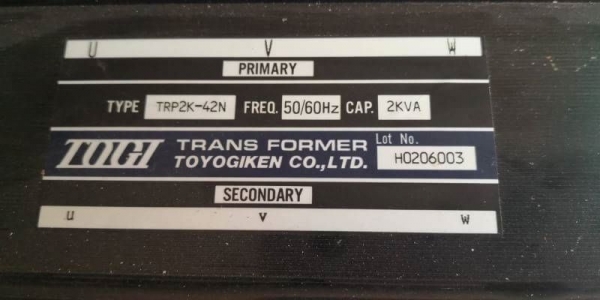 U V W
PRIMARY
TYPE TRP2K-42N FREQ. 50/60Hz CAP. 2KVA
TOGI TRANS FORMER TOYOGIKEN CO.,LTD. Lot No. H0206003
SECONDARY
u v w